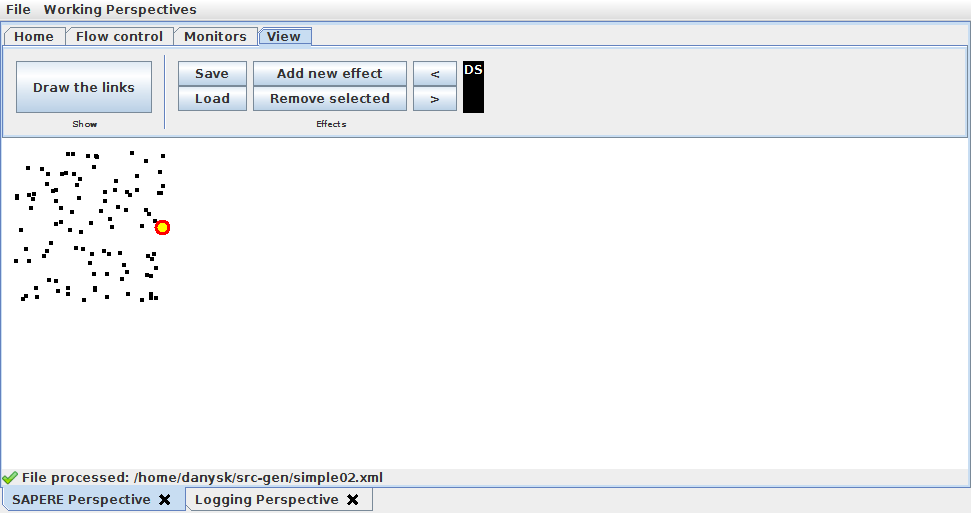 File Working Perspectives
Home Flow control Monitors View
Draw the links
Show
Save Add new effect <
Load Remove selected >
Effects
DS
File processed: /home/danysk/src-gen/simple02.xml
SAPERE Perspective Logging Perspective